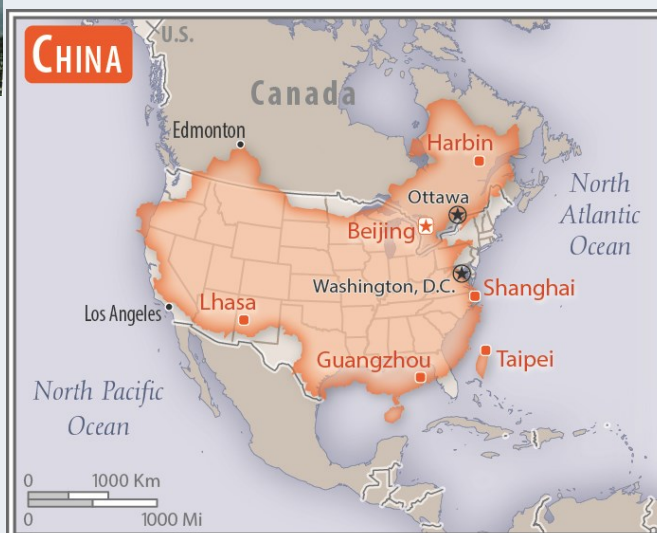 U.S.
CHINA
Canada
Edmonton
Harbin
Ottawa
North
Atlantic
Ocean
Beijing
Washington, D.C.
Shanghai
Los Angeles
Lhasa
Guangzhou
Taipei
North Pacific
Ocean
0 1000 Km
0 1000 Mi